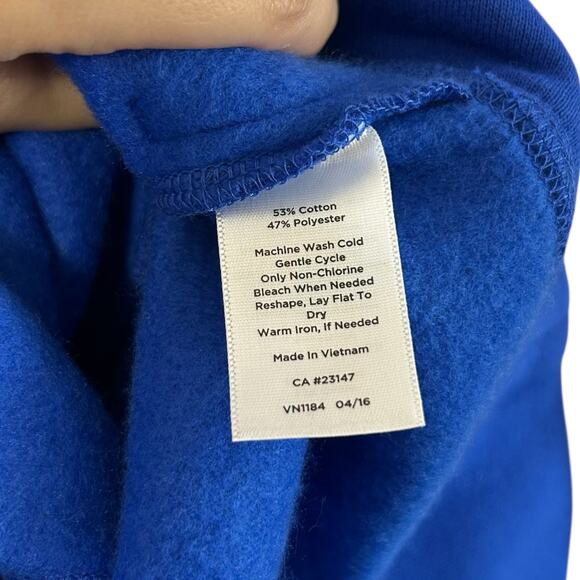 53% Cotton
47% Polyester
Machine Wash Cold
Gentle Cycle
Only Non-Chlorine
Bleach When Needed
Reshape, Lay Flat To
Dry
Warm Iron, If Needed
Made In Vietnam
CA #23147
VN1184 04/16